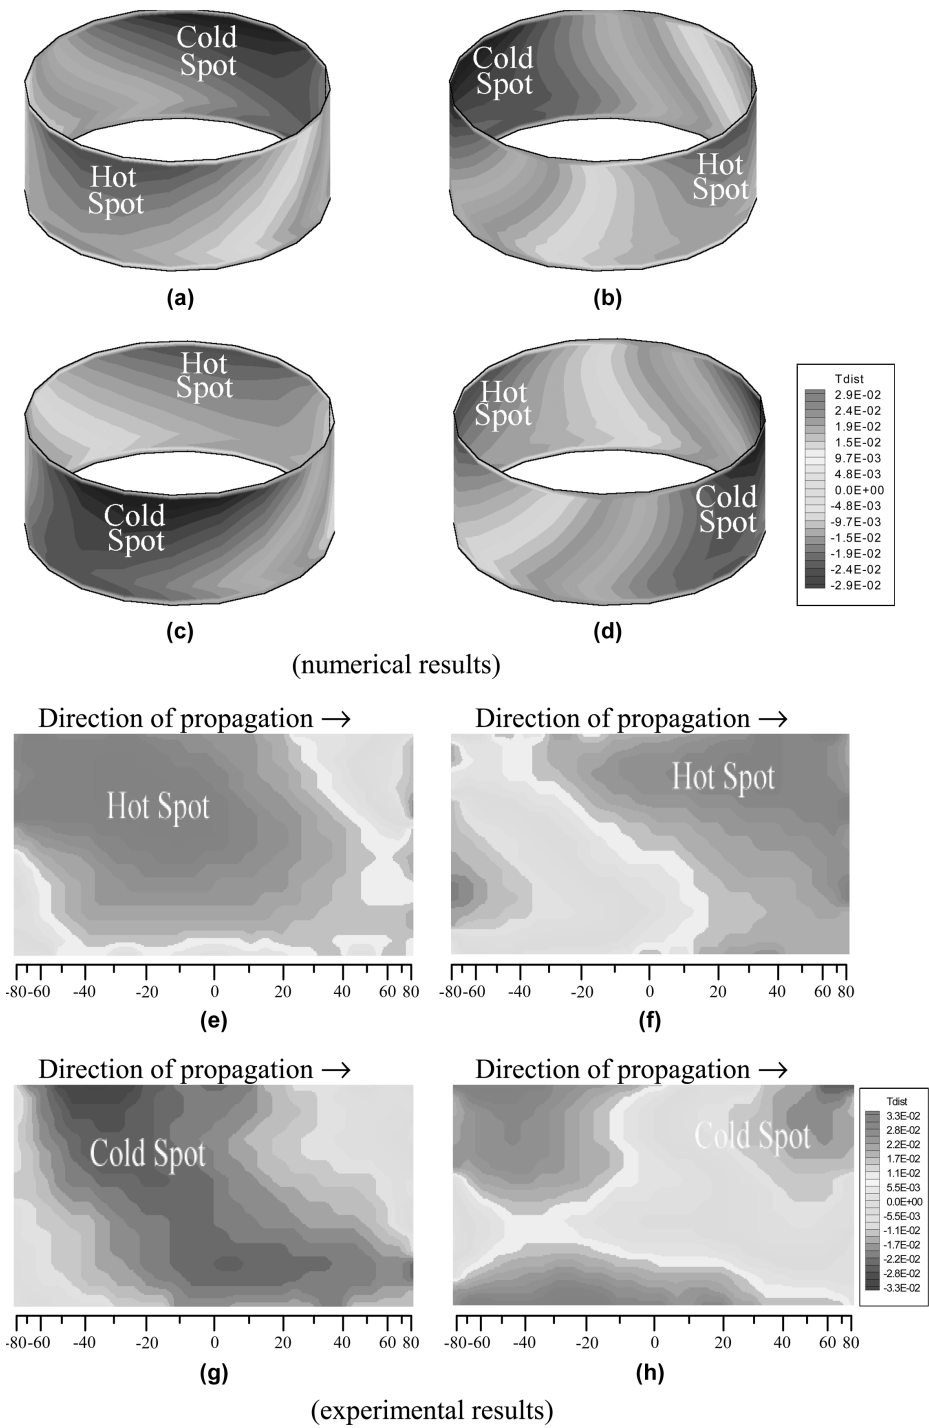 Cold
Spot
Hot
Spot
(a)
Cold
Spot
Hot
Spot
(b)
Hot
Spot
Cold
Spot
(c)
Hot
Spot
Cold
Spot
(d)
Tdist
2.9E-02
2.4E-02
1.9E-02
1.5E-02
9.7E-03
4.8E-03
0.0E+00
-4.8E-03
-9.7E-03
-1.5E-02
-1.9E-02
-2.4E-02
-2.9E-02
(numerical results)
Direction of propagation →
Hot Spot
-80 -60 -40 -20 0 20 40 60 80
(e)
Direction of propagation →
Hot Spot
-80 -60 -40 -20 0 20 40 60 80
(f)
Direction of propagation →
Cold Spot
-80 -60 -40 -20 0 20 40 60 80
(g)
Direction of propagation →
Cold Spot
-80 -60 -40 -20 0 20 40 60 80
(h)
Tdist
3.3E-02
2.8E-02
2.2E-02
1.7E-02
1.1E-02
5.5E-03
0.0E+00
-5.5E-03
-1.1E-02
-1.7E-02
-2.2E-02
-2.8E-02
-3.3E-02
(experimental results)